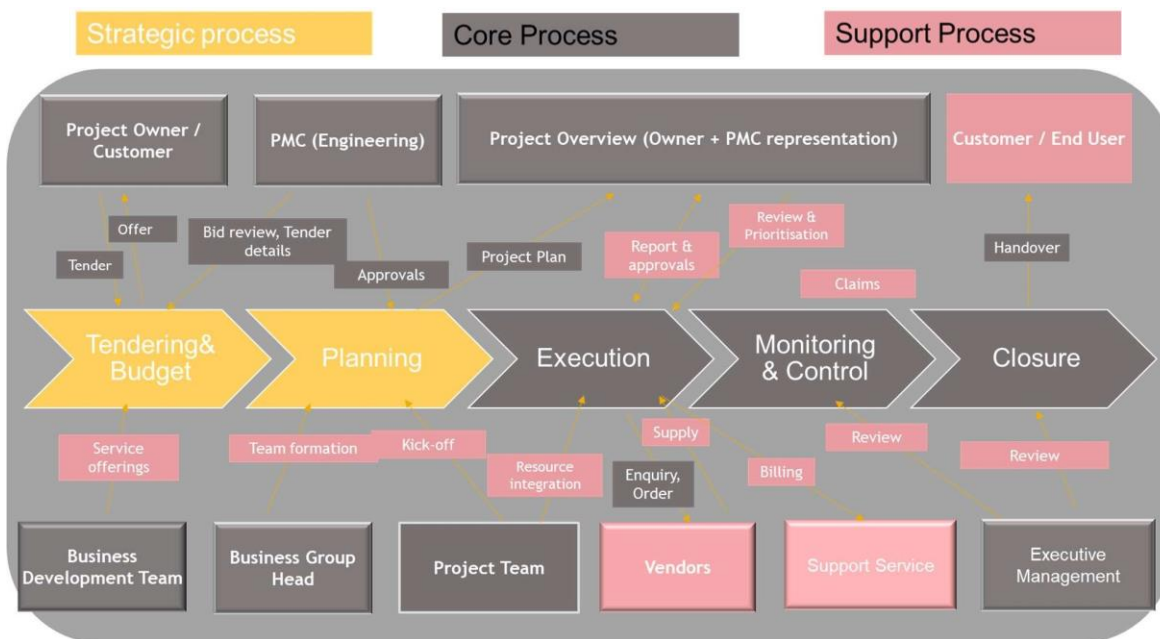 Strategic process
Core Process
Support Process
Project Owner /
Customer
PMC (Engineering)
Project Overview (Owner + PMC representation)
Customer / End User
Offer
Tender
Bid review, Tender
details
Approvals
Project Plan
Report &
approvals
Review &
Prioritisation
Claims
Handover
Tendering&
Budget
Planning
Execution
Monitoring
& Control
Closure
Service
offerings
Team formation
Kick-off
Resource
integration
Supply
Enquiry,
Order
Billing
Review
Review
Business
Development Team
Business Group
Head
Project Team
Vendors
Support Service
Executive
Management